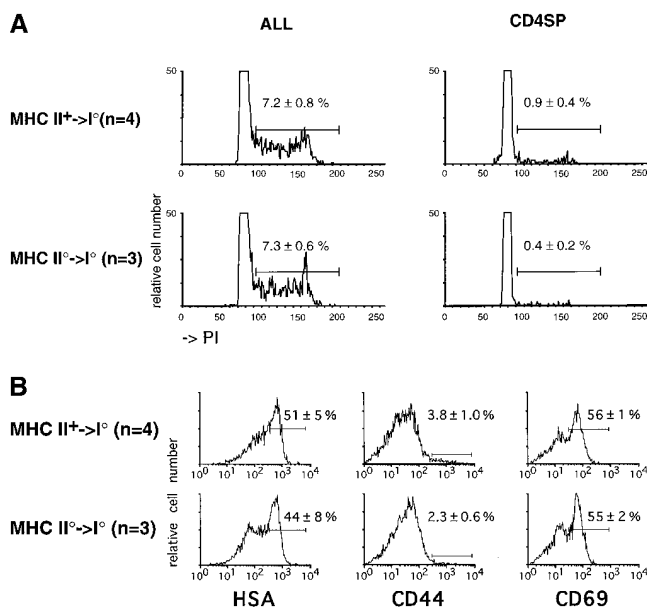 A
ALL
CD4SP
MHC II+->I° (n=4)
50
7.2 ± 0.8 %
0 50 100 150 200 250
50
0.9 ± 0.4 %
0 50 100 150 200 250
MHC II°->I° (n=3)
relative cell number
50
7.3 ± 0.6 %
0 50 100 150 200 250
50
0.4 ± 0.2 %
0 50 100 150 200 250
-> PI
B
MHC II+->I° (n=4)
51 ± 5 %
10⁰ 10¹ 10² 10³ 10⁴
3.8 ± 1.0 %
10⁰ 10¹ 10² 10³ 10⁴
56 ± 1 %
10⁰ 10¹ 10² 10³ 10⁴
MHC II°->I° (n=3)
relative cell number
44 ± 8 %
10⁰ 10¹ 10² 10³ 10⁴
2.3 ± 0.6 %
10⁰ 10¹ 10² 10³ 10⁴
55 ± 2 %
10⁰ 10¹ 10² 10³ 10⁴
HSA
CD44
CD69